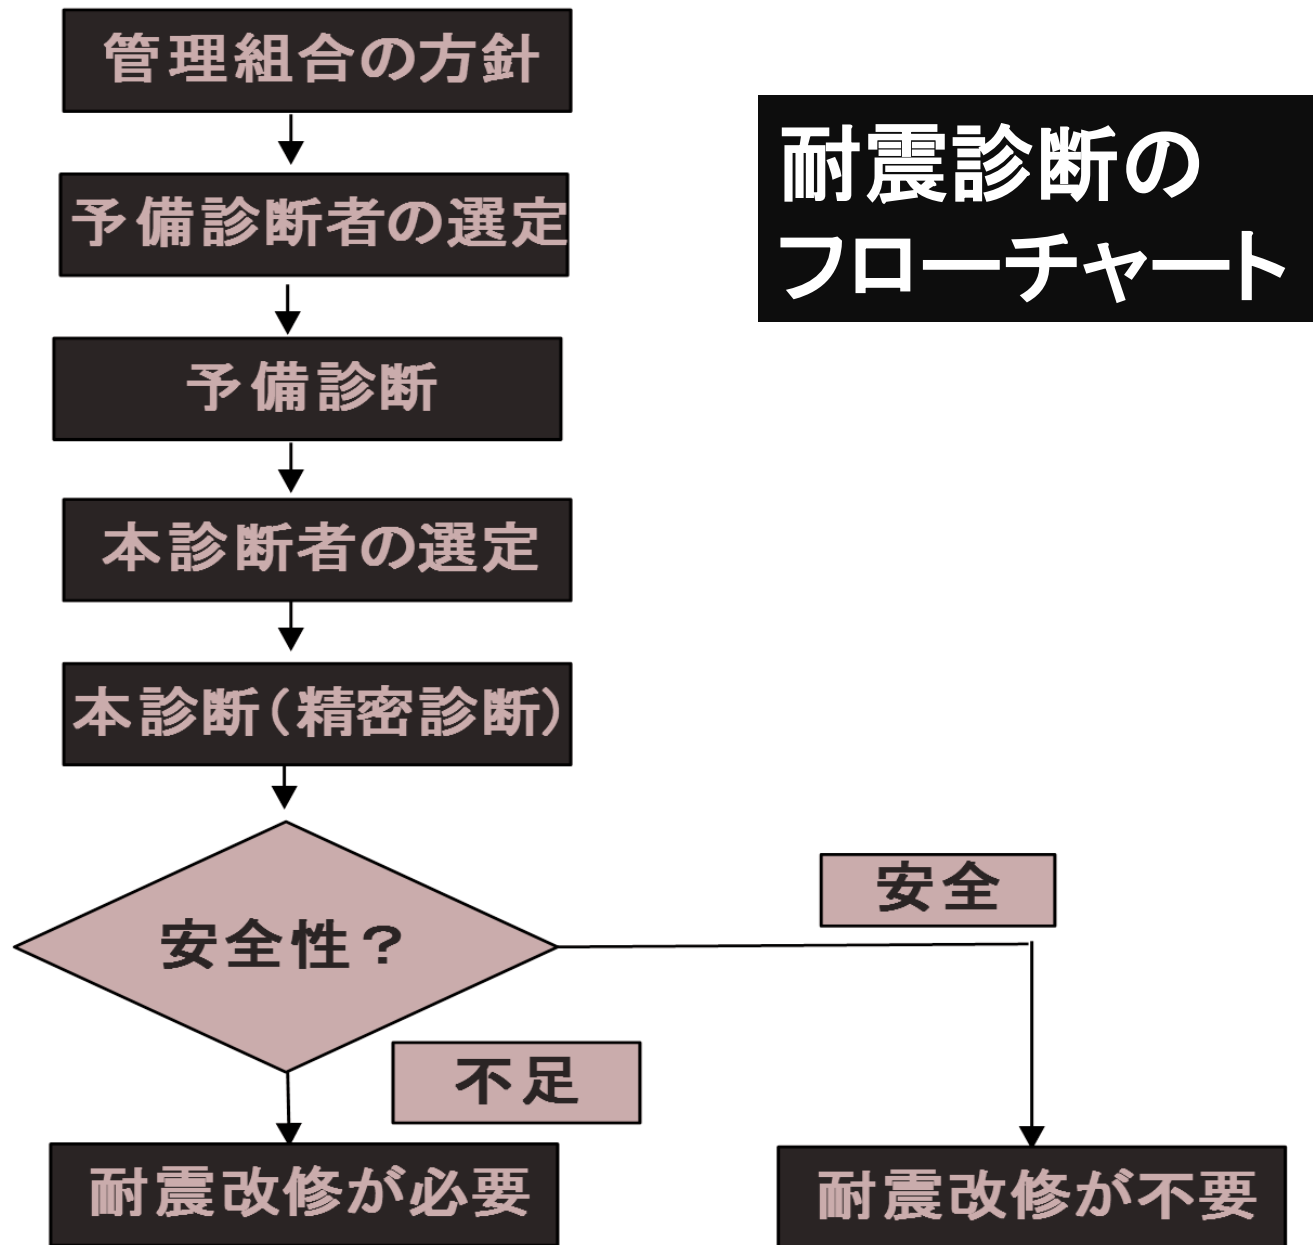 管理組合の方針
耐震診断の
フローチャート
予備診断者の選定
予備診断
本診断者の選定
本診断(精密診断)
安全性?
安全
不足
耐震改修が必要
耐震改修が不要